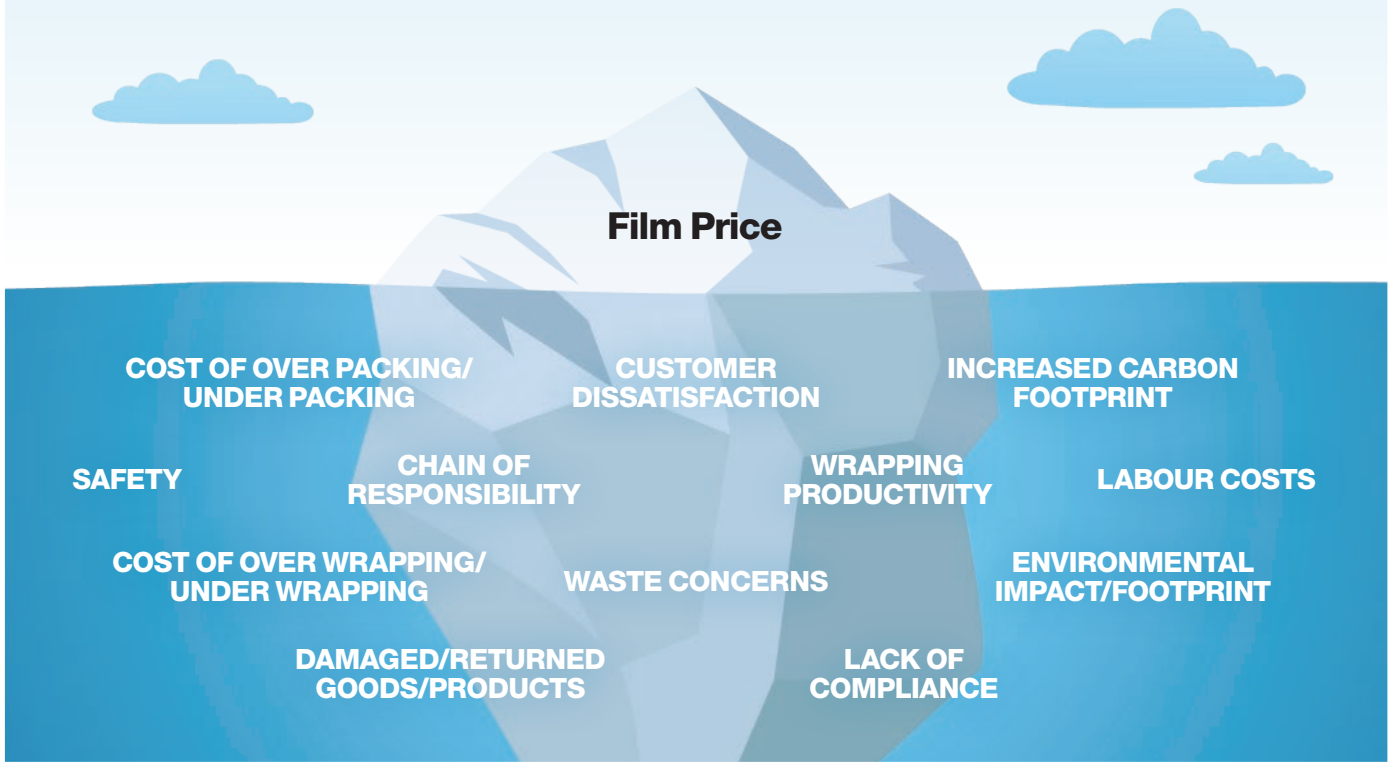 Film Price
COST OF OVER PACKING/
UNDER PACKING
CUSTOMER
DISSATISFACTION
INCREASED CARBON
FOOTPRINT
SAFETY
CHAIN OF
RESPONSIBILITY
WRAPPING
PRODUCTIVITY
LABOUR COSTS
COST OF OVER WRAPPING/
UNDER WRAPPING
WASTE CONCERNS
ENVIRONMENTAL
IMPACT/FOOTPRINT
DAMAGED/RETURNED
GOODS/PRODUCTS
LACK OF
COMPLIANCE